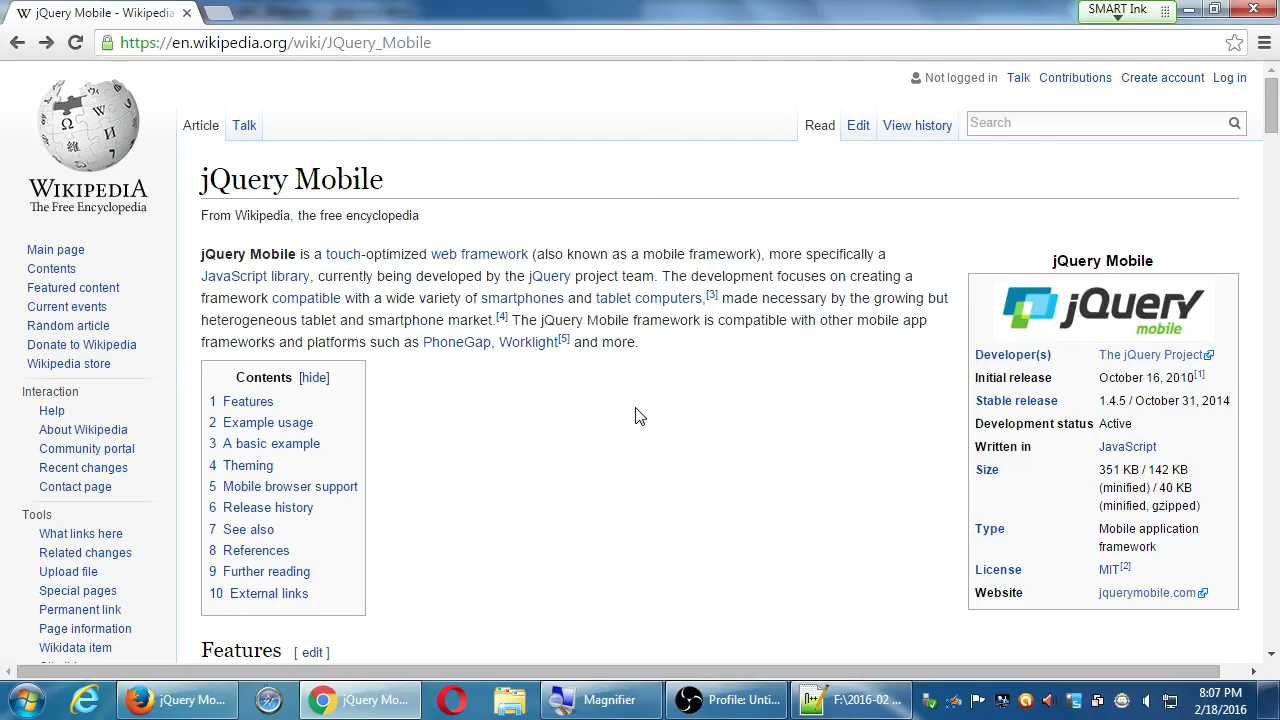 jQuery Mobile - Wikipedia
SMART Ink
https://en.wikipedia.org/wiki/JQuery_Mobile
Not logged in Talk Contributions Create account Log in
Article Talk Read Edit View history Search
WIKIPEDIA
The Free Encyclopedia
Main page
Contents
Featured content
Current events
Random article
Donate to Wikipedia
Wikipedia store
Interaction
Help
About Wikipedia
Community portal
Recent changes
Contact page
Tools
What links here
Related changes
Upload file
Special pages
Permanent link
Page information
Wikidata item
jQuery Mobile
From Wikipedia, the free encyclopedia
jQuery Mobile is a touch-optimized web framework (also known as a mobile framework), more specifically a
JavaScript library, currently being developed by the jQuery project team. The development focuses on creating a
framework compatible with a wide variety of smartphones and tablet computers,[3] made necessary by the growing but
heterogeneous tablet and smartphone market.[4] The jQuery Mobile framework is compatible with other mobile app
frameworks and platforms such as PhoneGap, Worklight[5] and more.
Contents [hide]
1 Features
2 Example usage
3 A basic example
4 Theming
5 Mobile browser support
6 Release history
7 See also
8 References
9 Further reading
10 External links
Features [ edit ]
jQuery Mobile
jQuery
mobile
Developer(s) The jQuery Project
Initial release October 16, 2010[1]
Stable release 1.4.5 / October 31, 2014
Development status Active
Written in JavaScript
Size 351 KB / 142 KB
(minified) / 40 KB
(minified, gzipped)
Type Mobile application
framework
License MIT[2]
Website jquerymobile.com
jQuery Mo... jQuery Mo... Magnifier Profile: Unti... F:\2016-02 ...
8:07 PM
2/18/2016